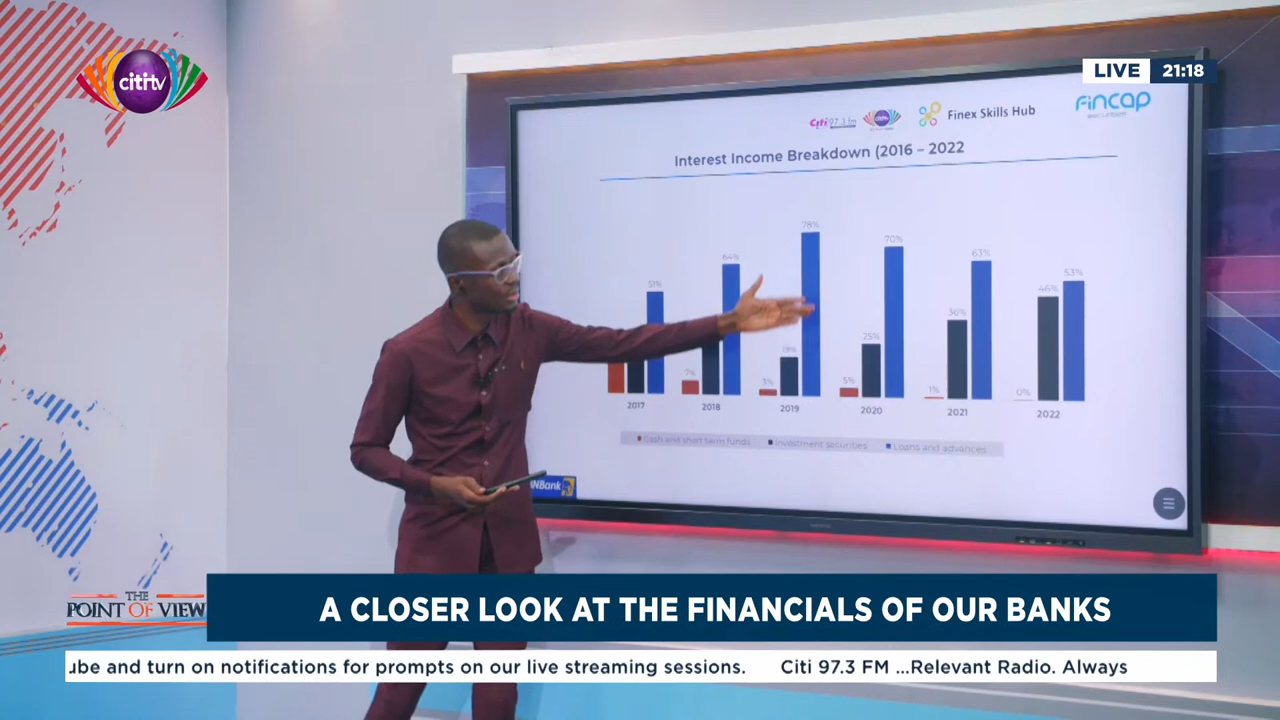 citi tv
LIVE 21:18
Citi 97.3 fm
Finex Skills Hub
Fincap
Interest Income Breakdown (2016 – 2022
51%
64%
7%
78%
19%
3%
70%
25%
5%
63%
36%
1%
53%
46%
0%
2017 2018 2019 2020 2021 2022
Cash and short term funds Investment securities Loans and advances
NBank
THE
POINT OF VIEW
A CLOSER LOOK AT THE FINANCIALS OF OUR BANKS
ube and turn on notifications for prompts on our live streaming sessions. Citi 97.3 FM ...Relevant Radio. Always